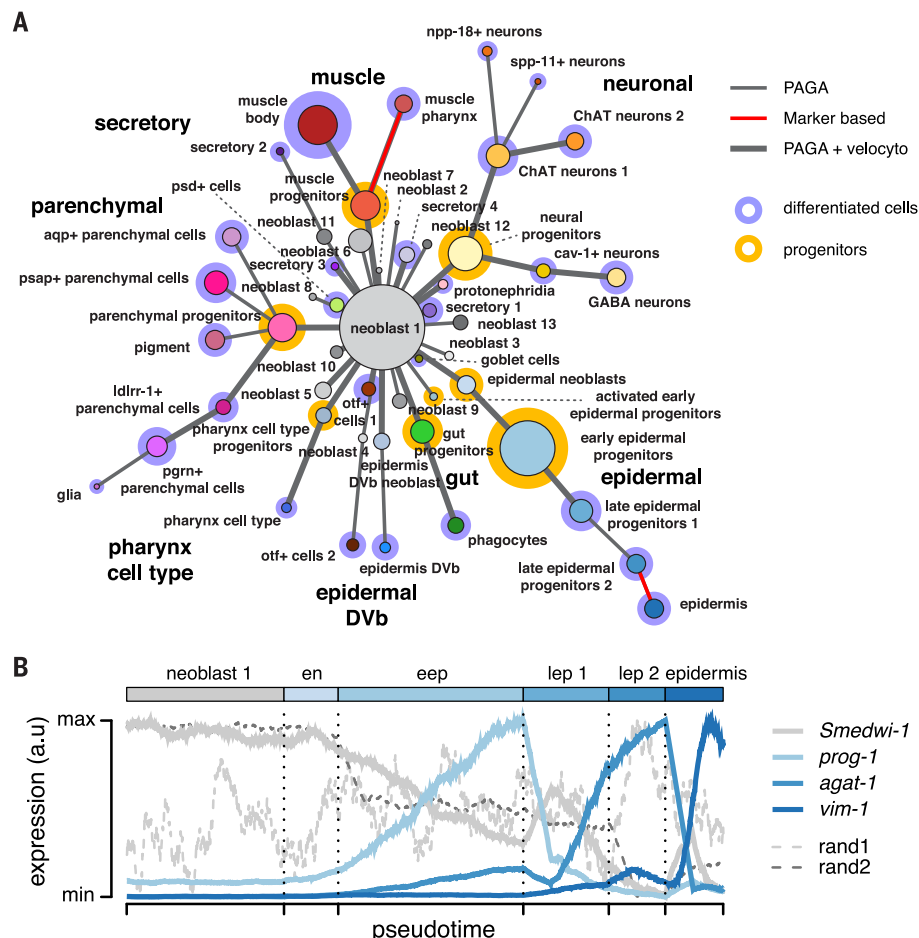 A
npp-18+ neurons
spp-11+ neurons
muscle
neuronal
muscle
body
muscle
pharynx
ChAT neurons 2
secretory
secretory 2
ChAT neurons 1
neoblast 7
neoblast 2
psd+ cells
muscle
progenitors
secretory 4
parenchymal
neoblast 11
neoblast 12
neural
progenitors
aqp+ parenchymal cells
neoblast 6
secretory 3
cav-1+ neurons
psap+ parenchymal cells
neoblast 8
protonephridia
GABA neurons
secretory 1
parenchymal progenitors
neoblast 1
neoblast 13
pigment
neoblast 3
neoblast 10
goblet cells
ldlrr-1+
parenchymal cells
neoblast 5
otf+
cells 1
epidermal neoblasts
neoblast 9
activated early
epidermal progenitors
pharynx cell type
progenitors
neoblast 4
gut
progenitors
early epidermal
progenitors
pgrn+
parenchymal cells
epidermis
DVb neoblast
gut
epidermal
glia
pharynx cell type
late epidermal
progenitors 1
phagocytes
pharynx
cell type
otf+ cells 2
epidermis DVb
late epidermal
progenitors 2
epidermal
DVb
epidermis
PAGA
Marker based
PAGA + velocyto
differentiated cells
progenitors
B
neoblast 1
en
eep
lep 1
lep 2
epidermis
max
expression (a.u)
min
pseudotime
Smedwi-1
prog-1
agat-1
vim-1
rand1
rand2